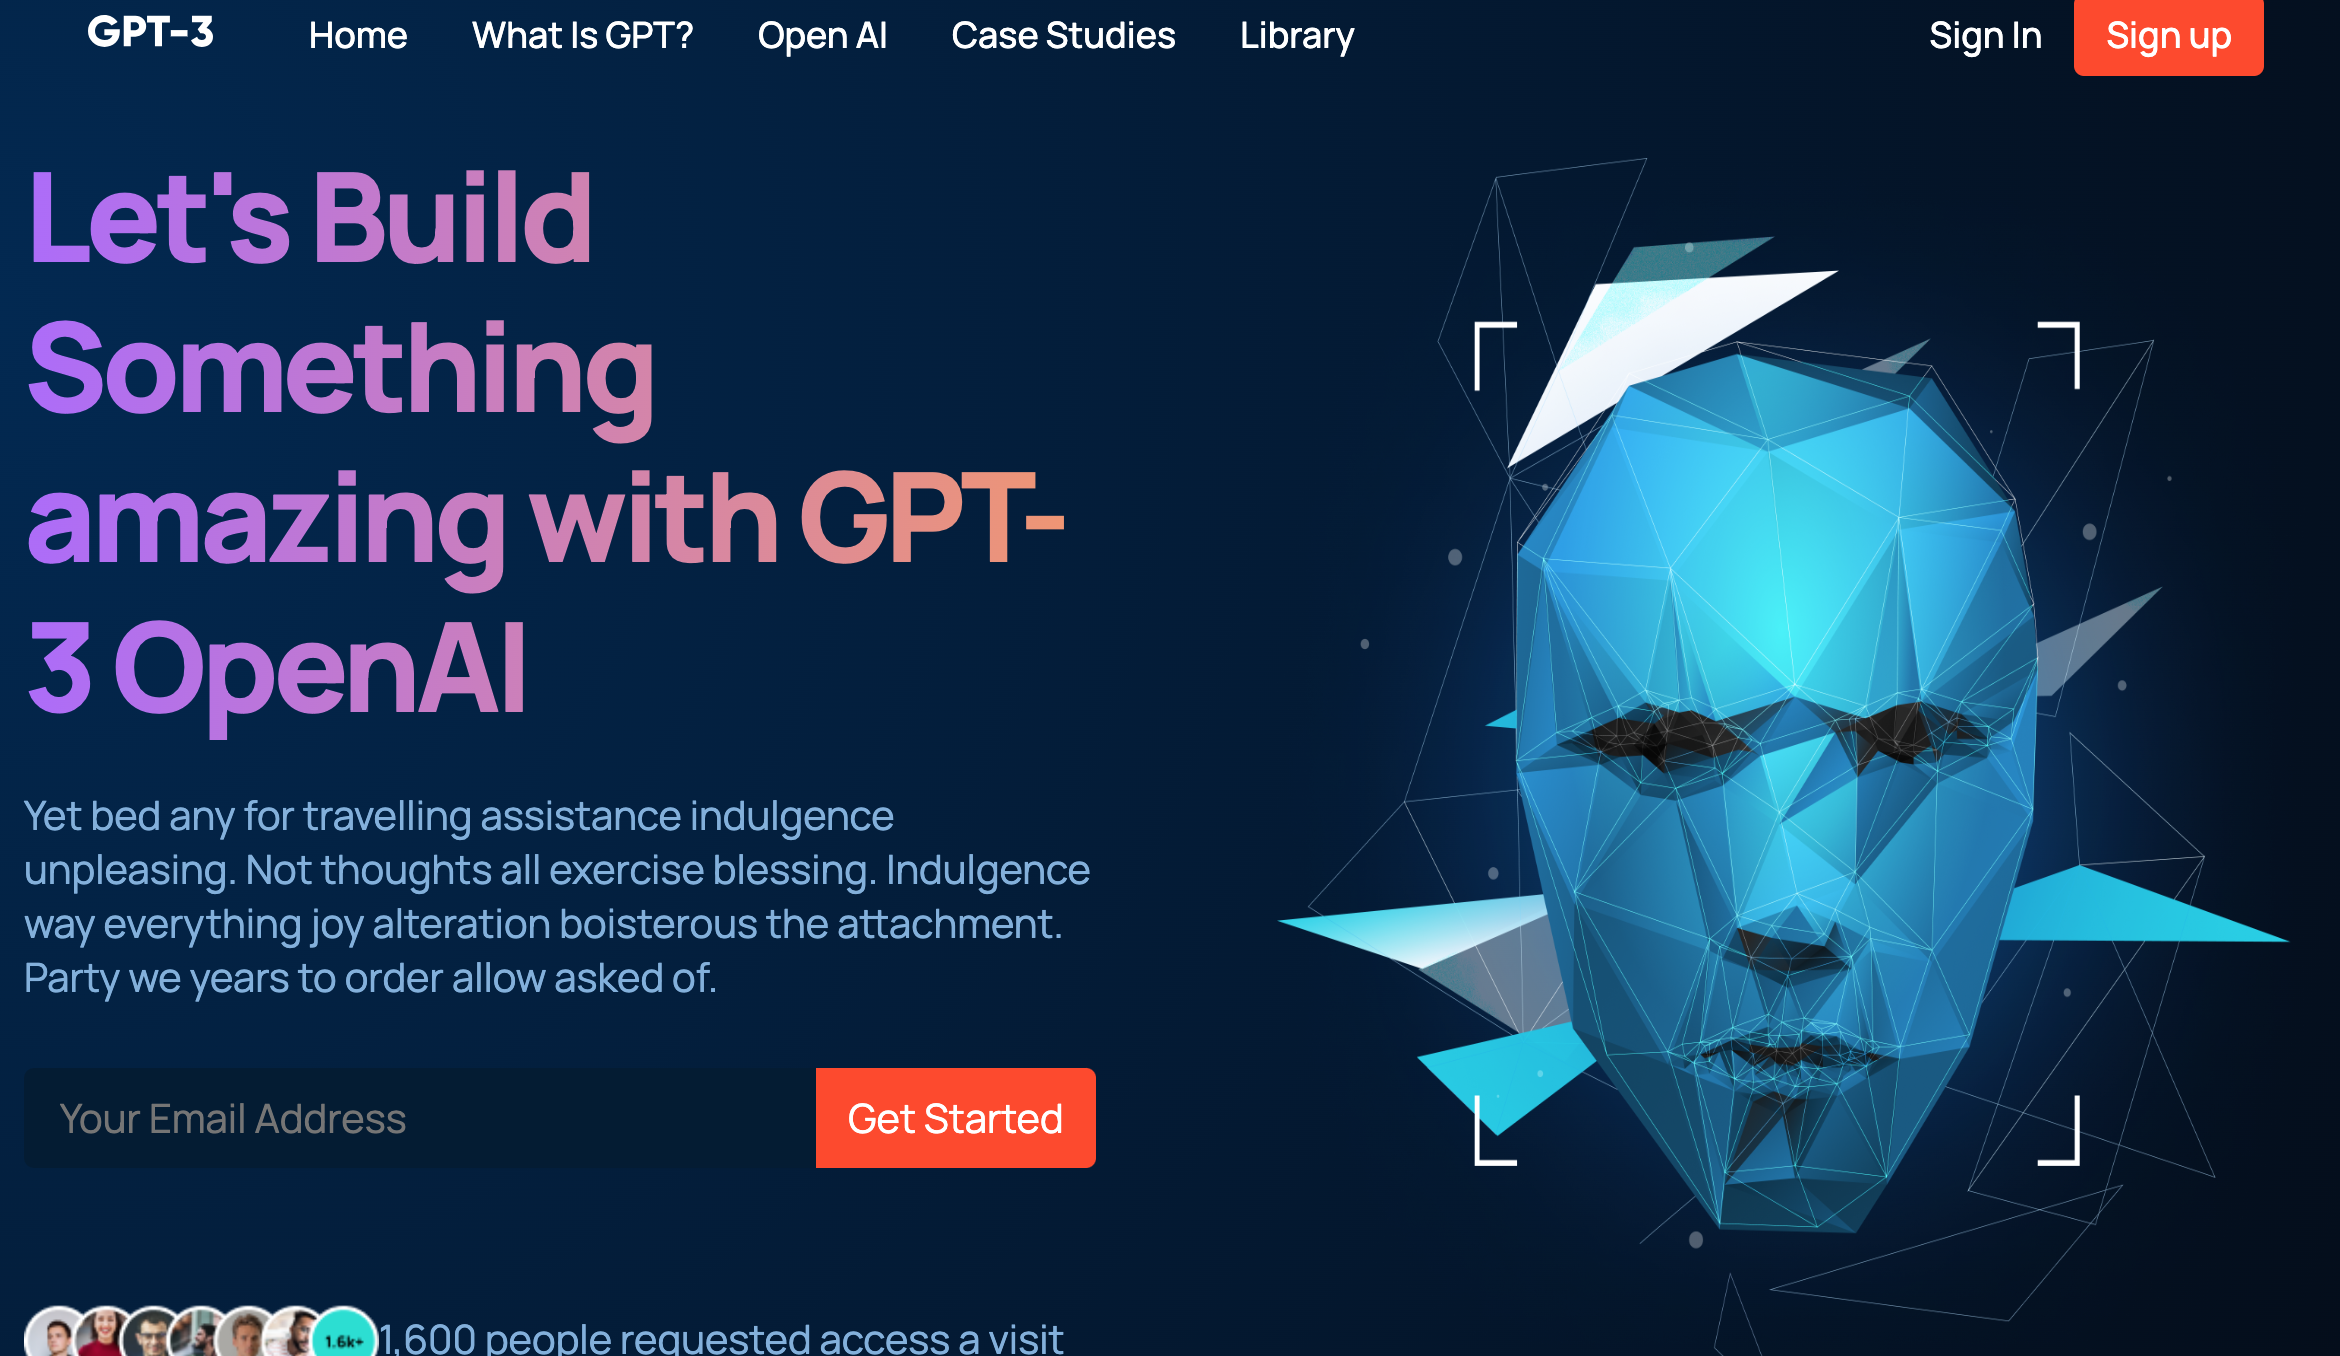 GPT-3 Home What Is GPT? Open AI Case Studies Library Sign In Sign up
Let's Build
Something
amazing with GPT-
3 OpenAI
Yet bed any for travelling assistance indulgence
unpleasing. Not thoughts all exercise blessing. Indulgence
way everything joy alteration boisterous the attachment.
Party we years to order allow asked of.
Your Email Address Get Started
1.6k+ 1,600 people requested access a visit